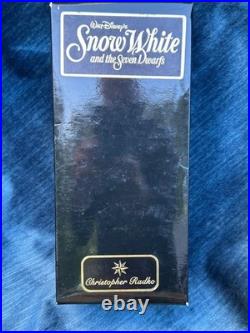 WALT DISNEY'S
SNOW WHITE
and the SEVEN DWARFS
Christopher Radko